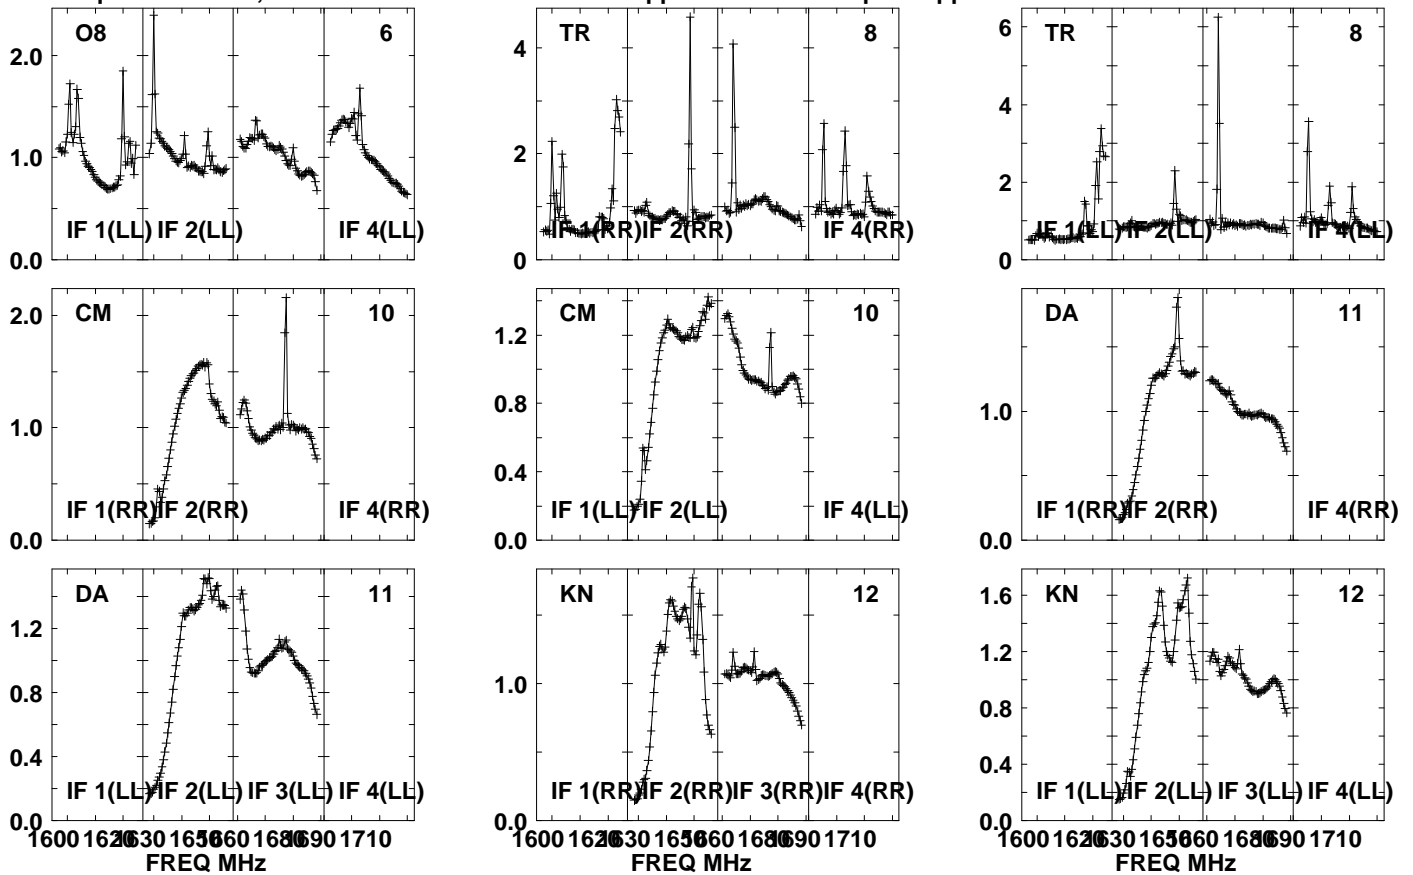 O8 6 TR 8 TR 8
2.0 4 6
1.0 2 4
2
0.0 0 0
IF 1(LL) IF 2(LL) IF 4(LL) IF 1(RR) IF 2(RR) IF 4(RR) IF 1(LL) IF 2(LL) IF 4(LL)
CM 10 CM 10 DA 11
2.0 1.2
1.0 0.8 1.0
0.4
0.0 0.0 0.0
IF 1(RR) IF 2(RR) IF 4(RR) IF 1(LL) IF 2(LL) IF 4(LL) IF 1(RR) IF 2(RR) IF 4(RR)
DA 11 KN 12 KN 12
1.2 1.0 1.6
0.8 1.2
0.4 0.8
0.4
0.0 0.0 0.0
IF 1(LL) IF 2(LL) IF 3(LL) IF 4(LL) IF 1(RR) IF 2(RR) IF 3(RR) IF 4(RR) IF 1(LL) IF 2(LL) IF 3(LL) IF 4(LL)
1600 1620 1630 1650 1660 1680 1690 1710 1600 1620 1630 1650 1660 1680 1690 1710 1600 1620 1630 1650 1660 1680 1690 1710
FREQ MHz FREQ MHz FREQ MHz